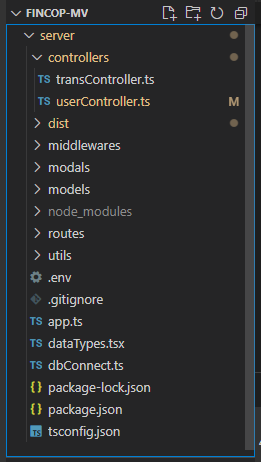 FINCOP-MV
server
controllers
TS transController.ts
TS userController.ts M
dist
middlewares
modals
models
node_modules
routes
utils
.env
.gitignore
TS app.ts
TS dataTypes.tsx
TS dbConnect.ts
{} package-lock.json
{} package.json
TS tsconfig.json